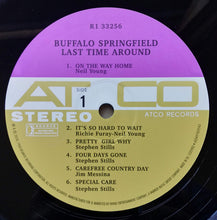 R1 33256
BUFFALO SPRINGFIELD
LAST TIME AROUND
1. ON THE WAY HOME
Neil Young
ATCO
STEREO
SIDE
1
ATCO RECORDS
2. IT'S SO HARD TO WAIT
Richie Furay-Neil Young
3. PRETTY GIRL WHY
Stephen Stills
4. FOUR DAYS GONE
Stephen Stills
5. CAREFREE COUNTRY DAY
Jim Messina
6. SPECIAL CARE
Stephen Stills